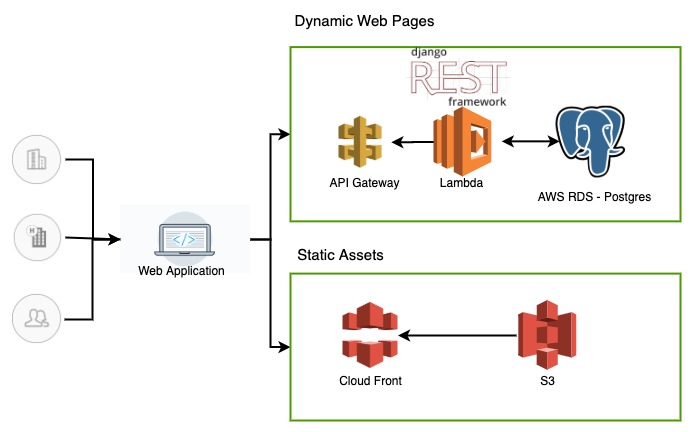 Dynamic Web Pages
django
REST
framework
API Gateway
Lambda
AWS RDS - Postgres
H
</>
Web Application
Static Assets
Cloud Front
S3